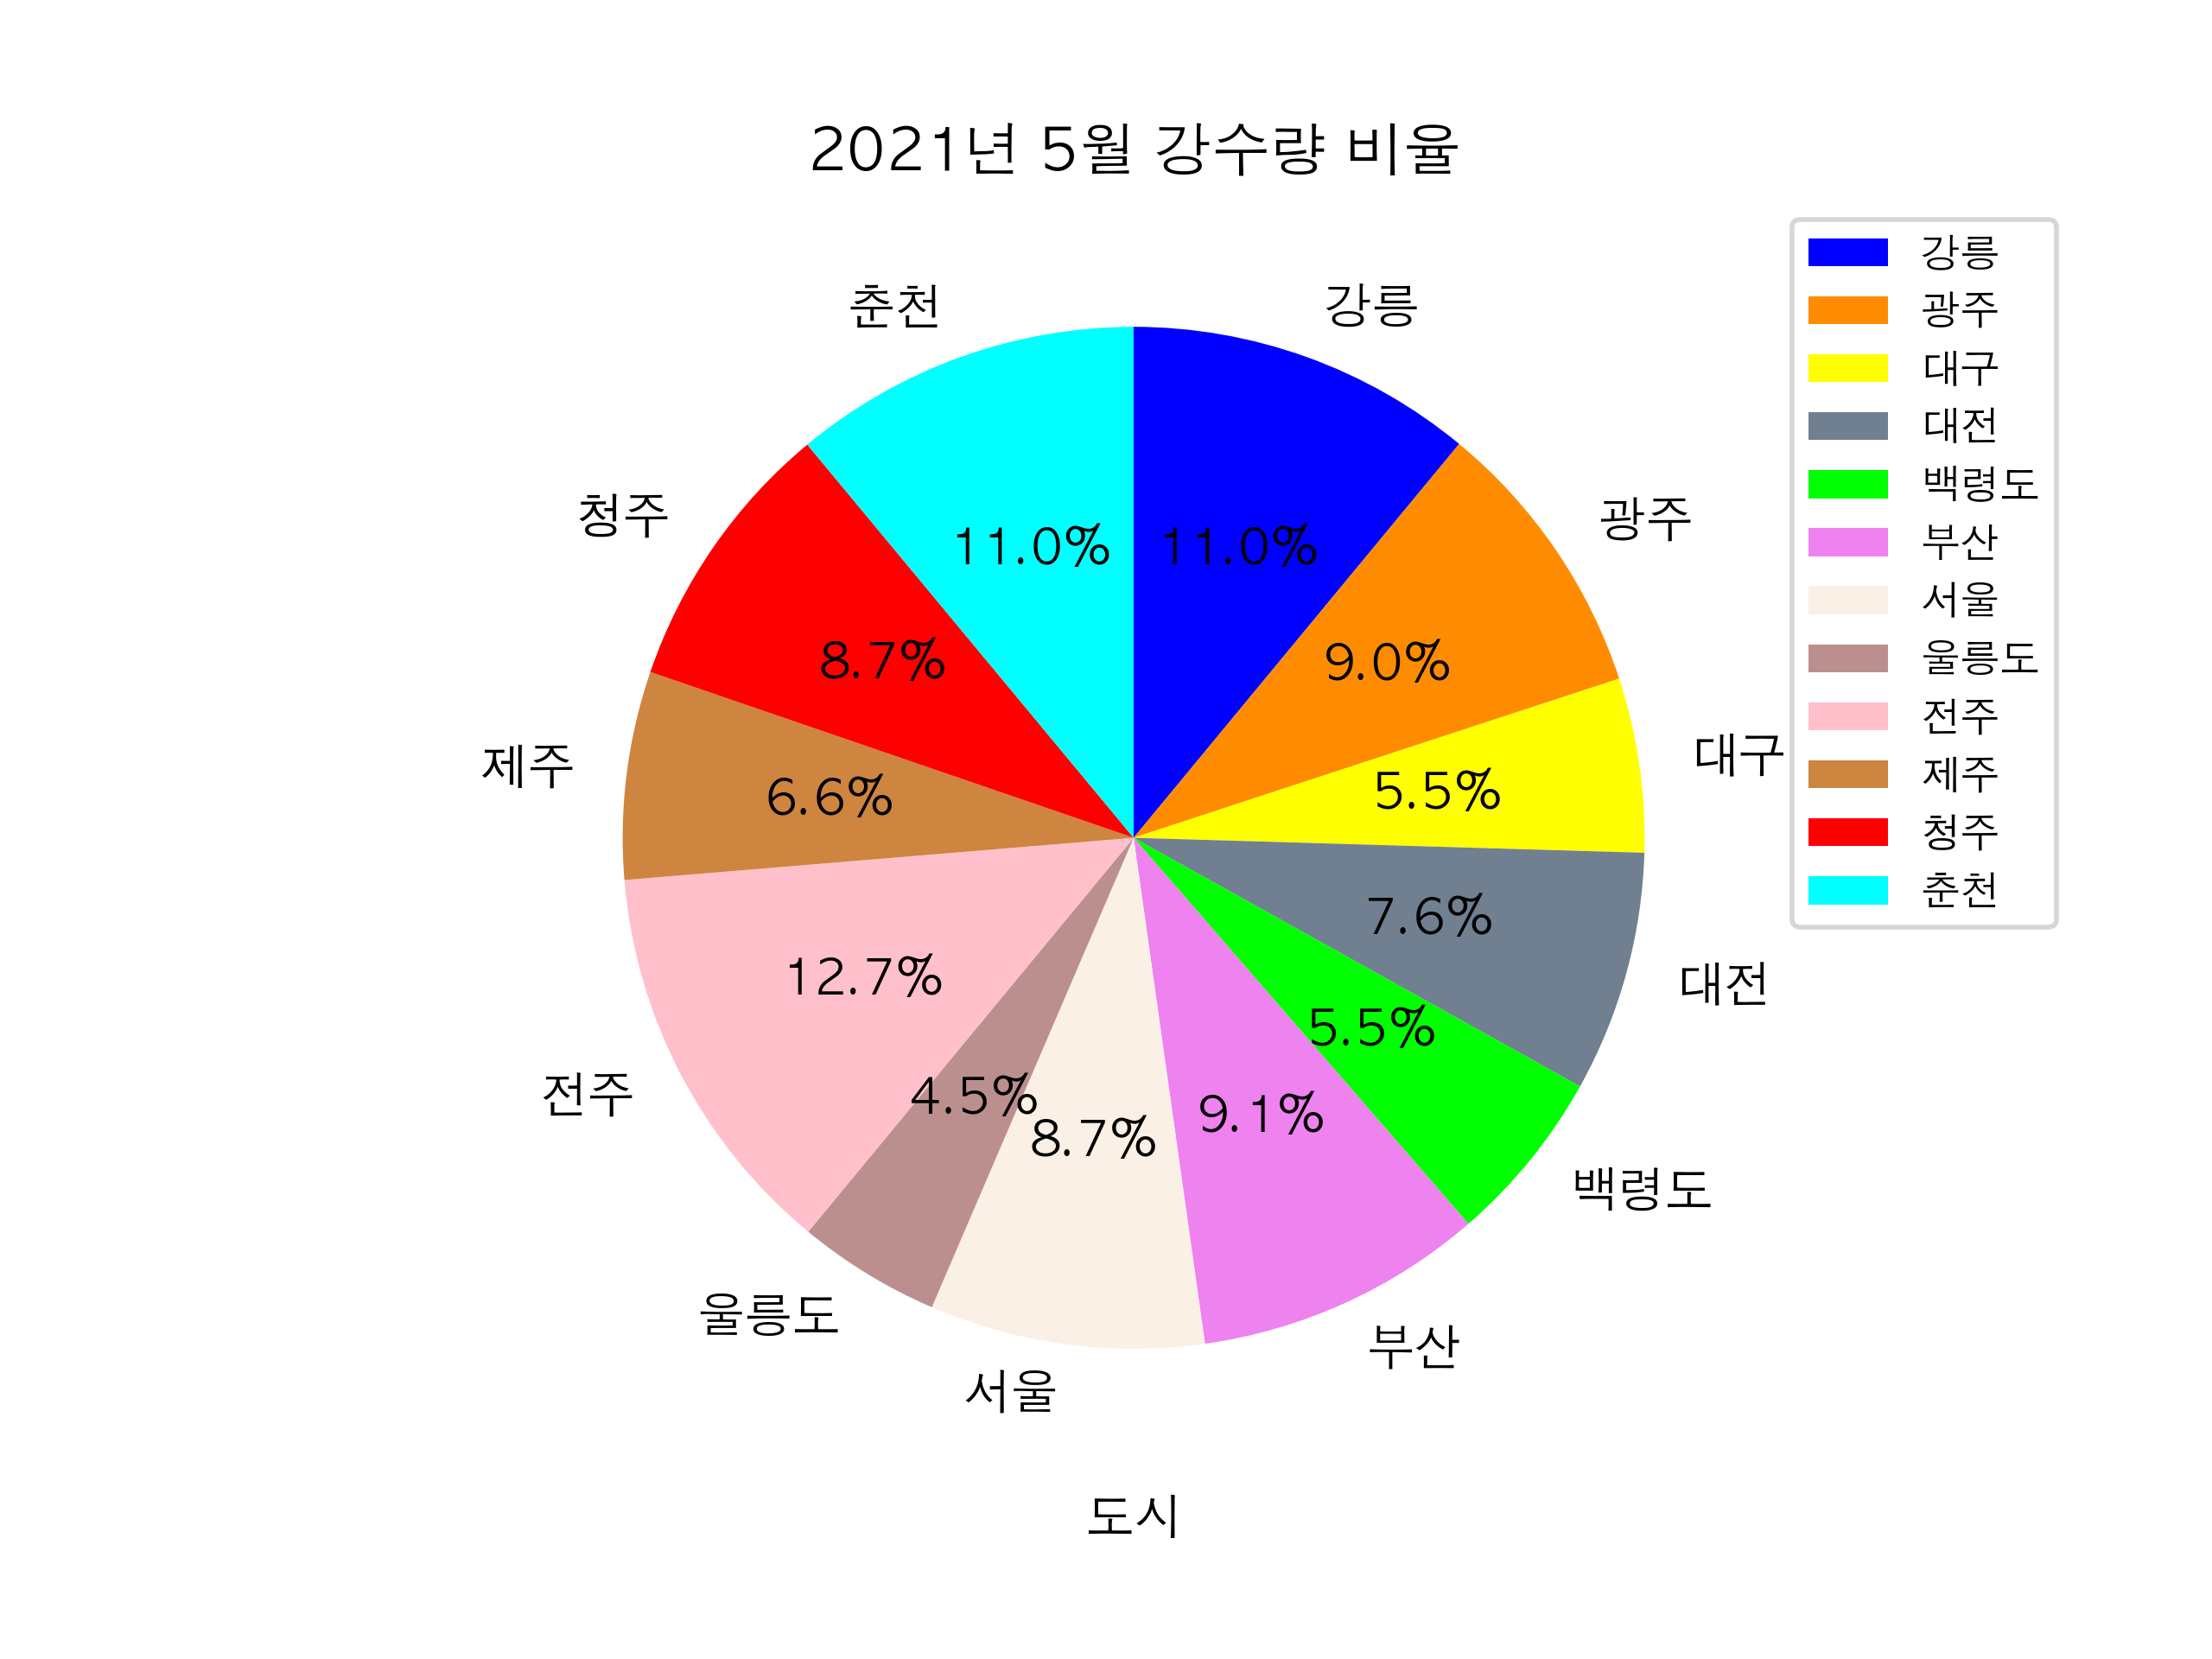 2021년 5월 강수량 비율
강릉
광주
대구
대전
백령도
부산
서울
울릉도
전주
제주
청주
춘천
춘천
강릉
청주
광주
11.0%
11.0%
8.7%
9.0%
제주
대구
6.6%
5.5%
7.6%
12.7%
대전
5.5%
전주
4.5%
8.7%
9.1%
백령도
울릉도
부산
서울
도시